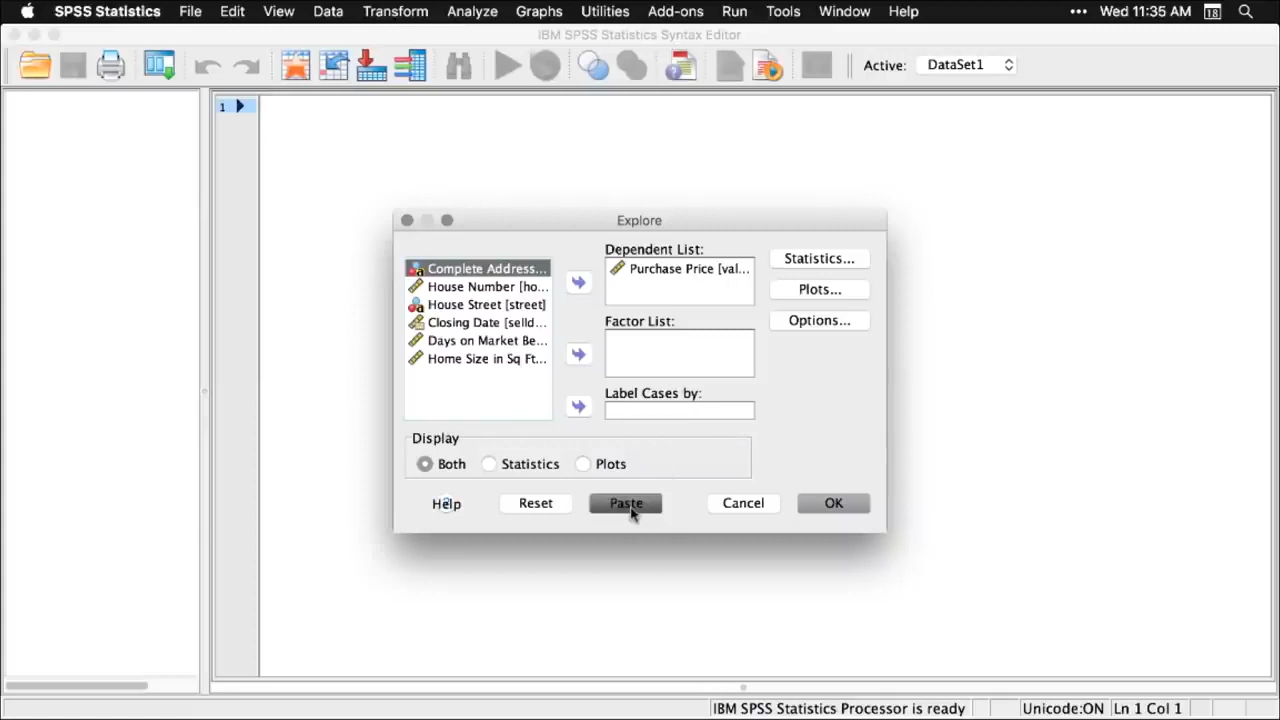 SPSS Statistics File Edit View Data Transform Analyze Graphs Utilities Add-ons Run Tools Window Help ••• Wed 11:35 AM 18
IBM SPSS Statistics Syntax Editor
Active: DataSet1
1
Explore
Complete Address...
House Number [ho...
House Street [street]
Closing Date [selld...
Days on Market Be...
Home Size in Sq Ft...
Dependent List:
Purchase Price [val...
Factor List:
Label Cases by:
Statistics...
Plots...
Options...
Display
Both Statistics Plots
Help Reset Paste Cancel OK
IBM SPSS Statistics Processor is ready Unicode:ON Ln 1 Col 1